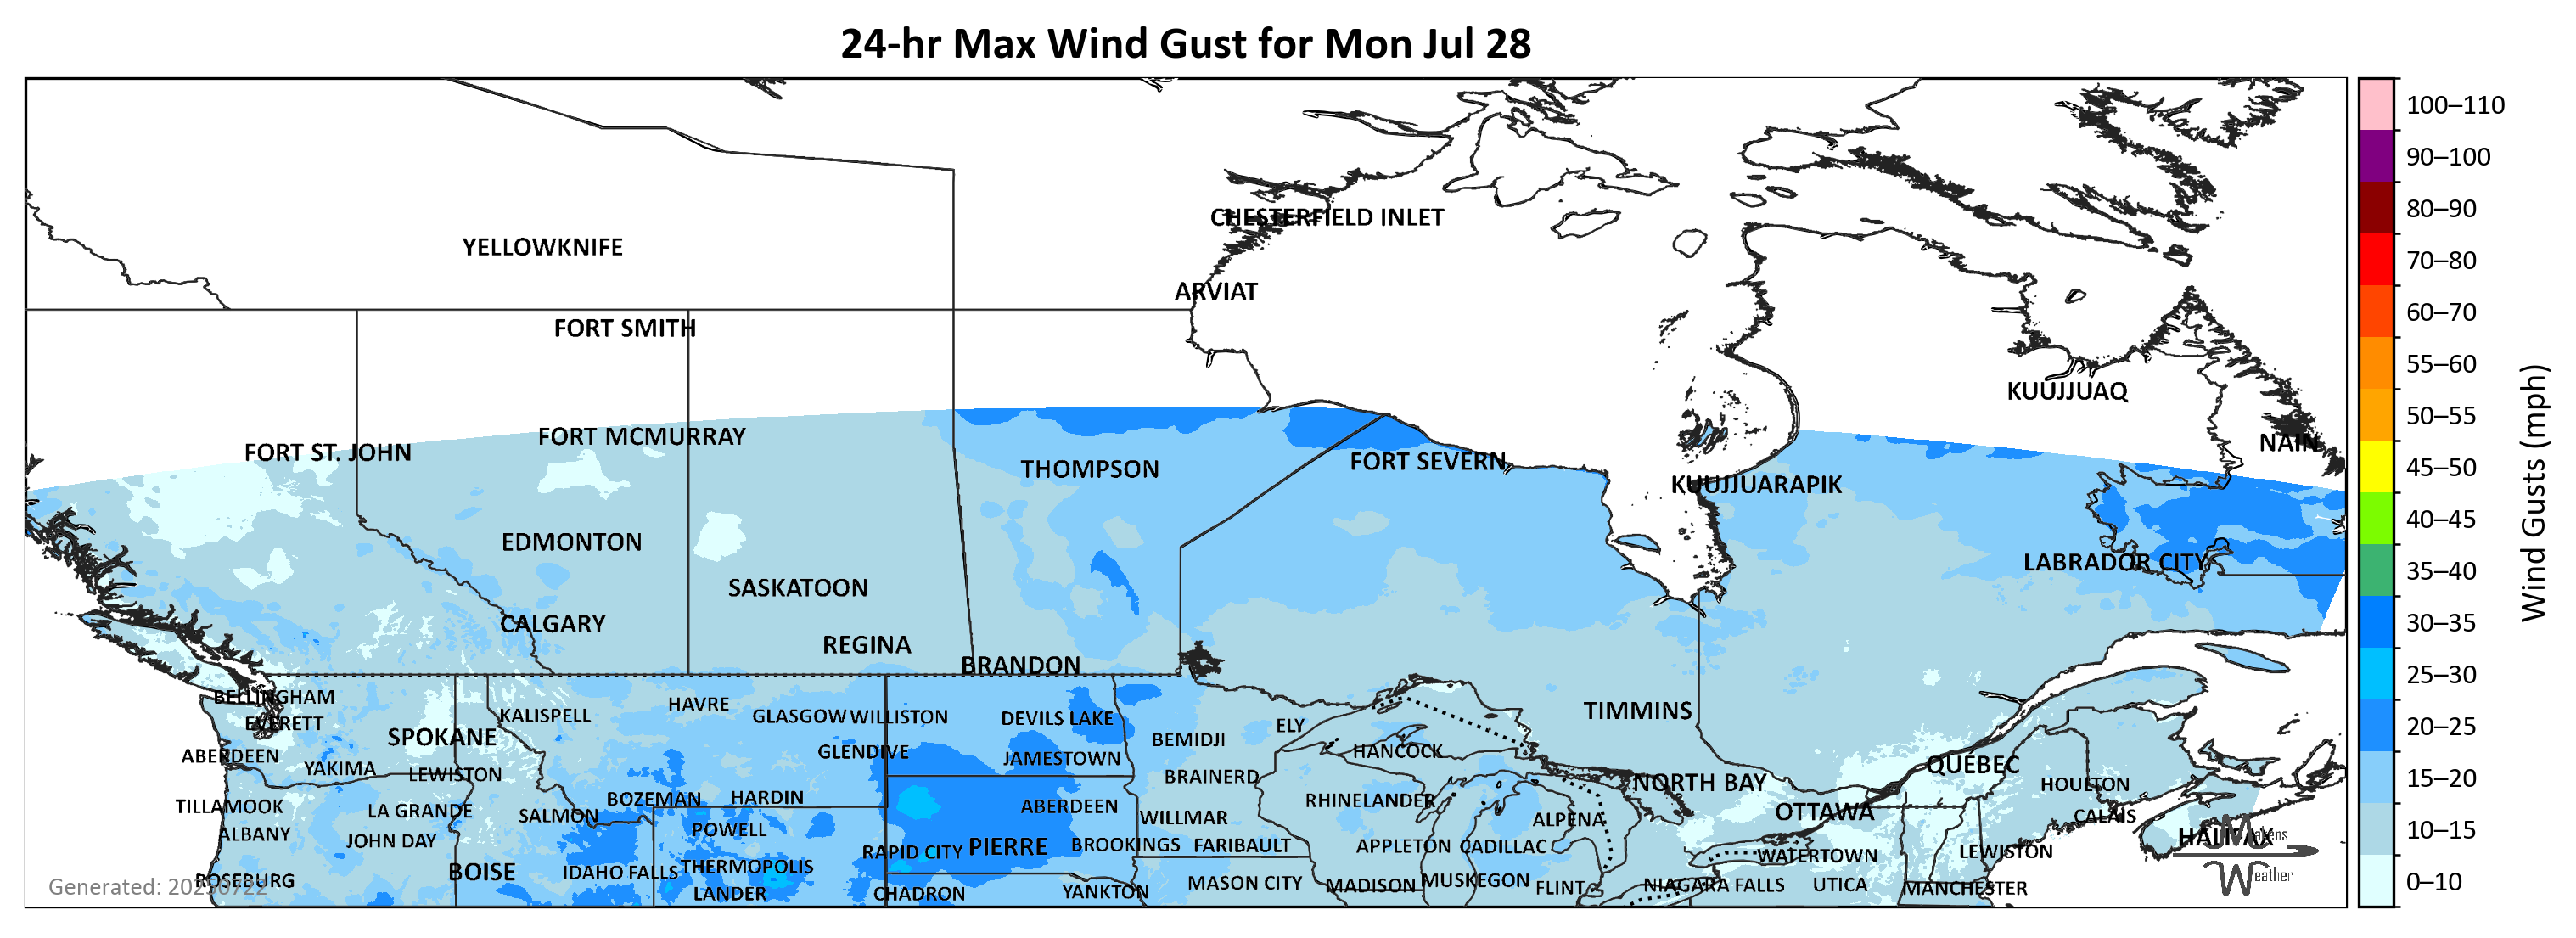 24-hr Max Wind Gust for Mon Jul 28
100–110
90–100
80–90
70–80
60–70
55–60
50–55
45–50
40–45
35–40
30–35
25–30
20–25
15–20
10–15
0–10
Wind Gusts (mph)
CHESTERFIELD INLET
YELLOWKNIFE
ARVIAT
FORT SMITH
KUUJJUAQ
FORT MCMURRAY
NAIN
FORT ST. JOHN
FORT SEVERN
THOMPSON
KUUJJUARAPIK
EDMONTON
LABRADOR CITY
SASKATOON
CALGARY
REGINA
BRANDON
BELLINGHAM
HAVRE
TIMMINS
KALISPELL
GLASGOW
WILLISTON
DEVILS LAKE
EVERETT
ELY
SPOKANE
BEMIDJI
GLENDIVE
HANCOCK
ABERDEEN
JAMESTOWN
QUÉBEC
YAKIMA
LEWISTON
BRAINERD
NORTH BAY
HOULTON
BOZEMAN
HARDIN
RHINELANDER
TILLAMOOK
ABERDEEN
LA GRANDE
OTTAWA
SALMON
CALAIS
WILLMAR
ALPENA
POWELL
ALBANY
HALIFAX
Makens
JOHN DAY
RAPID CITY
PIERRE
BROOKINGS
FARIBAULT
APPLETON
CADILLAC
LEWISTON
WATERTOWN
THERMOPOLIS
BOISE
IDAHO FALLS
Weather
ROSEBURG
MUSKEGON
MASON CITY
MADISON
NIAGARA FALLS
UTICA
FLINT
MANCHESTER
YANKTON
LANDER
CHADRON
Generated: 20250722